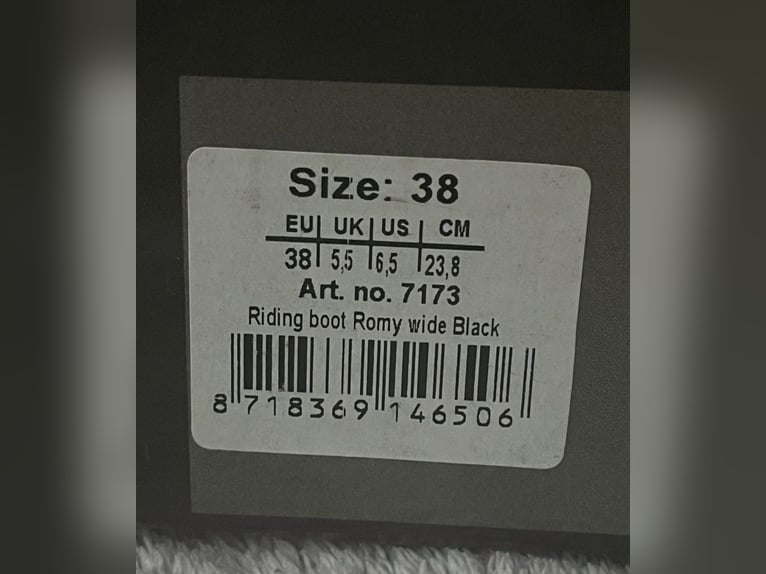 Size: 38
EU UK US CM
38 5,5 6,5 23,8
Art. no. 7173
Riding boot Romy wide Black
8 718369 146506